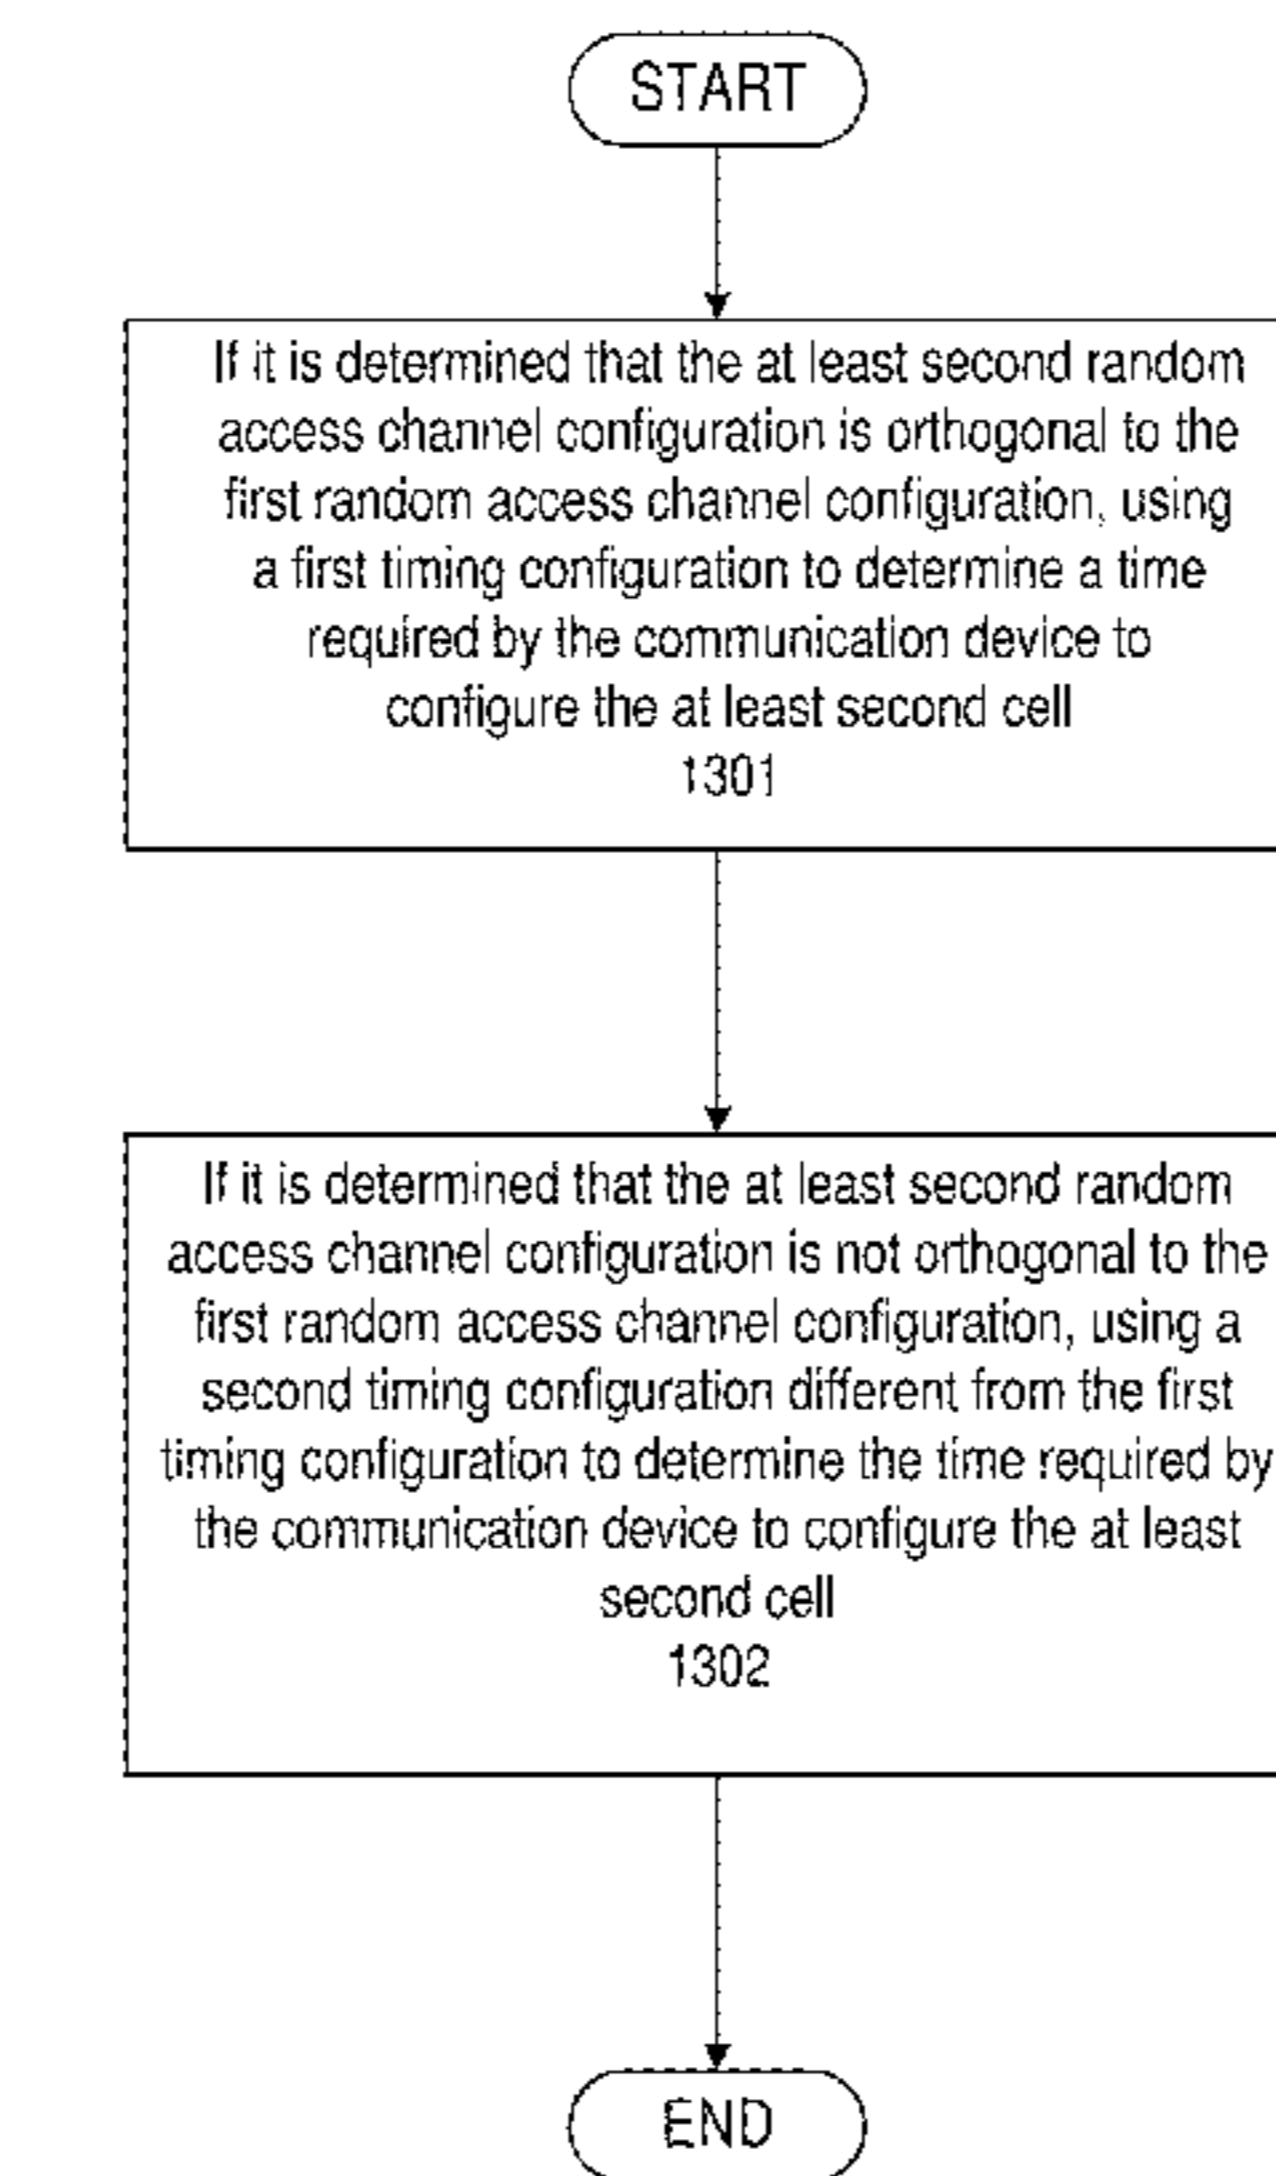 START
If it is determined that the at least second random
access channel configuration is orthogonal to the
first random access channel configuration, using
a first timing configuration to determine a time
required by the communication device to
configure the at least second cell
1301
If it is determined that the at least second random
access channel configuration is not orthogonal to the
first random access channel configuration, using a
second timing configuration different from the first
timing configuration to determine the time required by
the communication device to configure the at least
second cell
1302
END